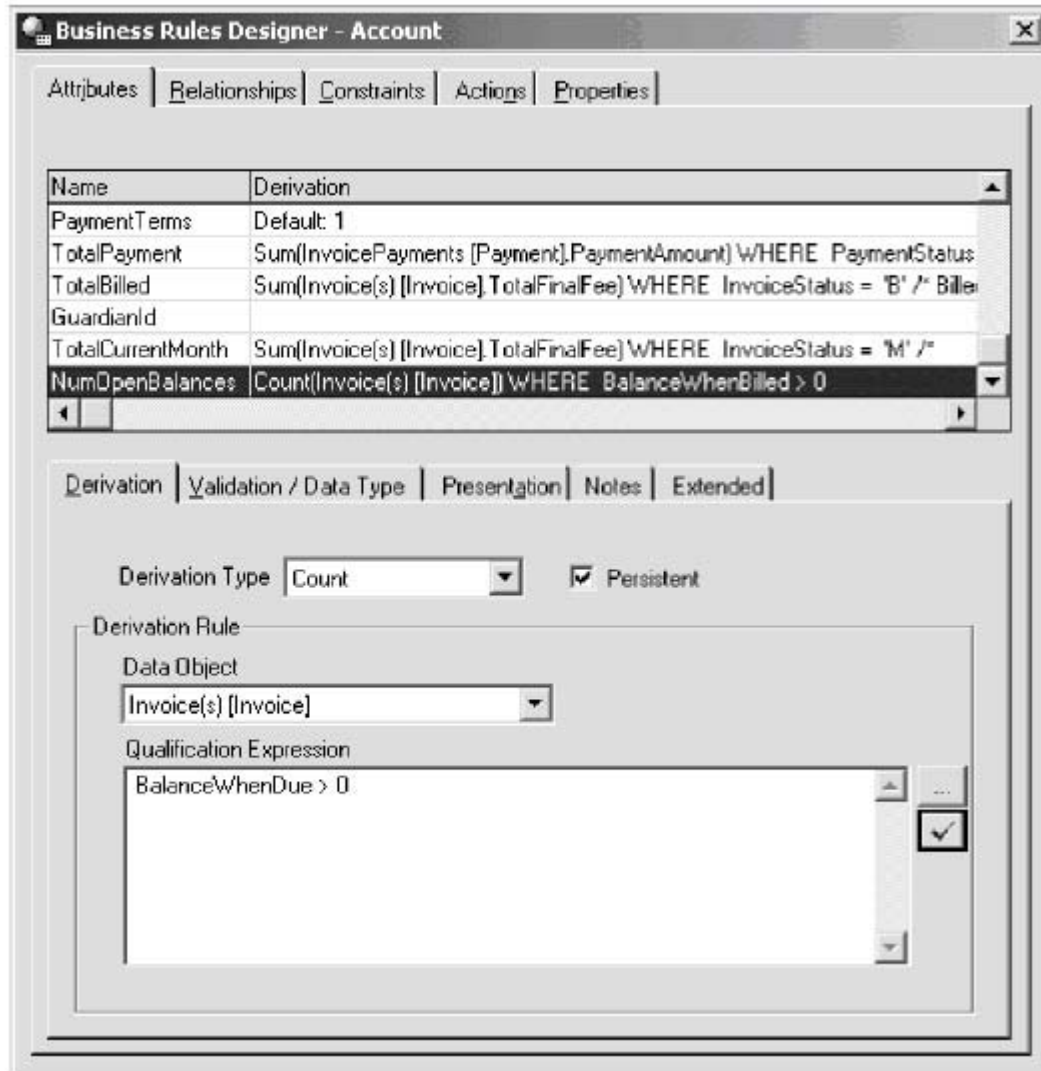 Business Rules Designer - Account
Attributes Relationships Constraints Actions Properties
Name Derivation
PaymentTerms Default: 1
TotalPayment Sum(InvoicePayments [Payment].PaymentAmount) WHERE PaymentStatus
TotalBilled Sum(Invoice(s) [Invoice].TotalFinalFee) WHERE InvoiceStatus = 'B' /* Billed
GuardianId
TotalCurrentMonth Sum(Invoice(s) [Invoice].TotalFinalFee) WHERE InvoiceStatus = 'M' /*
NumOpenBalances Count(Invoice(s) [Invoice]) WHERE BalanceWhenBilled > 0
Derivation Validation / Data Type Presentation Notes Extended
Derivation Type Count Persistent
Derivation Rule
Data Object
Invoice(s) [Invoice]
Qualification Expression
BalanceWhenDue > 0
...